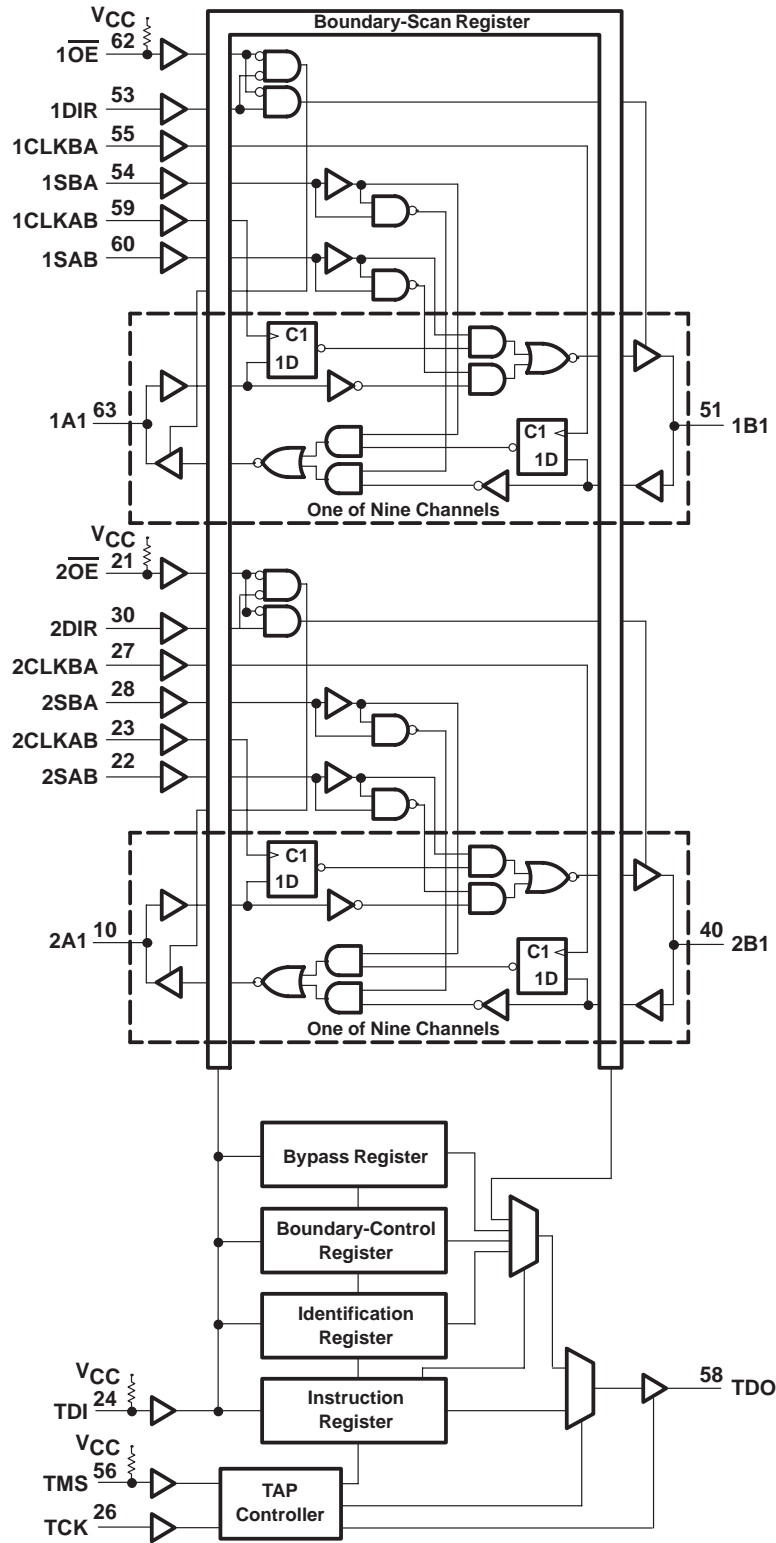 Boundary-Scan Register
VCC
1OE 62
1DIR 53
1CLKBA 55
1SBA 54
1CLKAB 59
1SAB 60
C1
1D
1A1 63
51 1B1
C1
1D
One of Nine Channels
VCC
2OE 21
2DIR 30
2CLKBA 27
2SBA 28
2CLKAB 23
2SAB 22
C1
1D
2A1 10
40 2B1
C1
1D
One of Nine Channels
Bypass Register
Boundary-Control
Register
Identification
Register
VCC
TDI 24
Instruction
Register
58 TDO
VCC
TMS 56
TAP
Controller
TCK 26